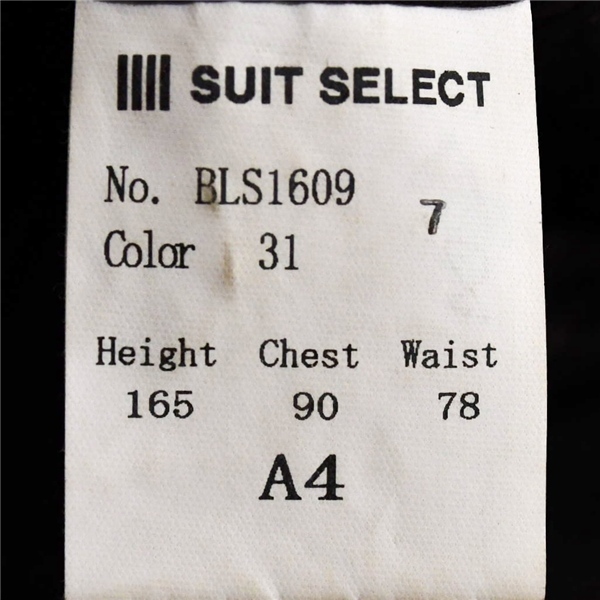 SUIT SELECT
No. BLS1609
7
Color 31
Height Chest Waist
165 90 78
A4